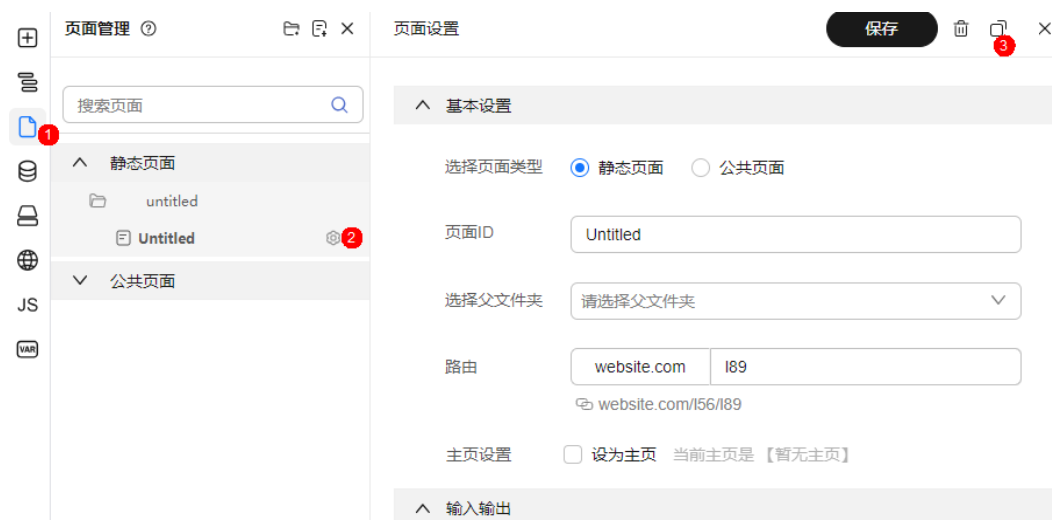 页面管理
页面设置
保存
3
搜索页面
基本设置
1
静态页面
选择页面类型 静态页面 公共页面
untitled
Untitled 2
页面ID Untitled
公共页面
选择父文件夹 请选择父文件夹
JS
VAR
路由 website.com l89
website.com/l56/l89
主页设置 设为主页 当前主页是 【暂无主页】
输入输出